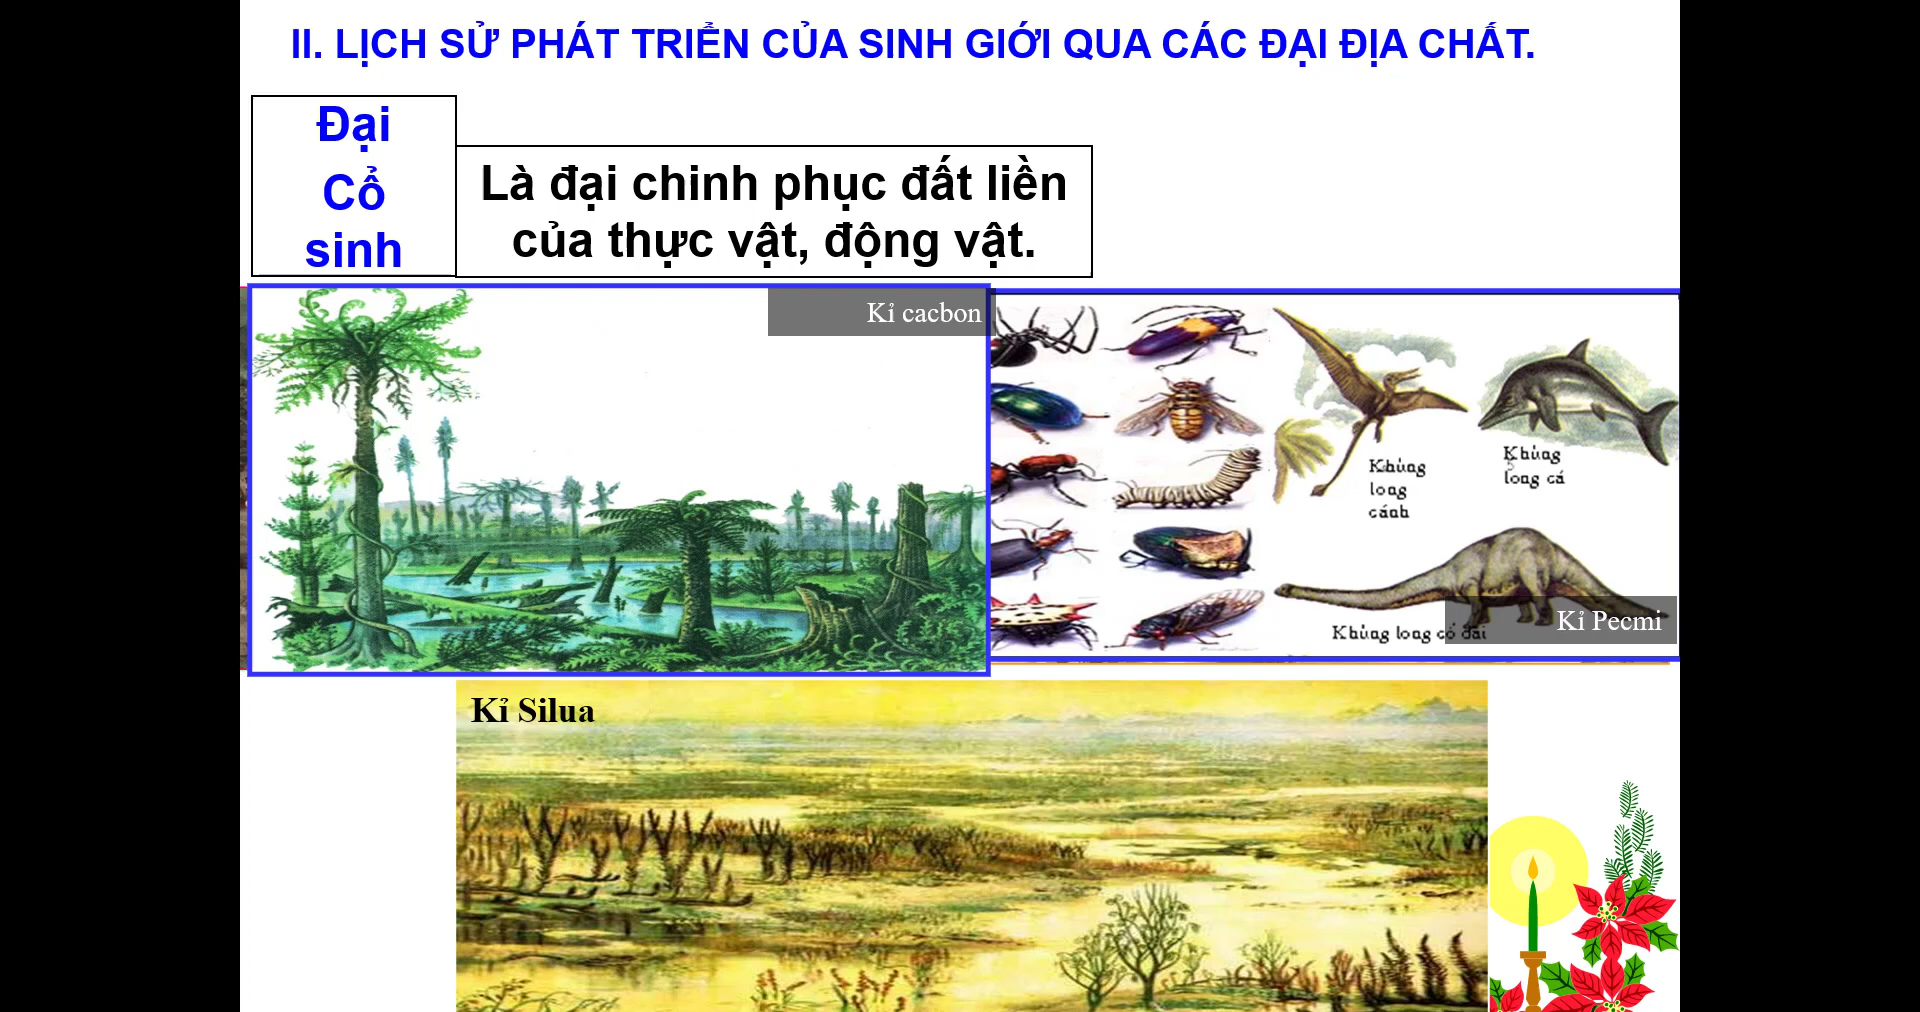 II. LỊCH SỬ PHÁT TRIỂN CỦA SINH GIỚI QUA CÁC ĐẠI ĐỊA CHẤT.
Đại
Cổ
sinh
Là đại chinh phục đất liền
của thực vật, động vật.
Kỉ cacbon
Khủng
long
cánh
Khủng
long cá
Khủng long cổ dài
Kỉ Pecmi
Kỉ Silua